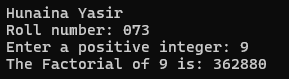 Hunaina Yasir
Roll number: 073
Enter a positive integer: 9
The Factorial of 9 is: 362880